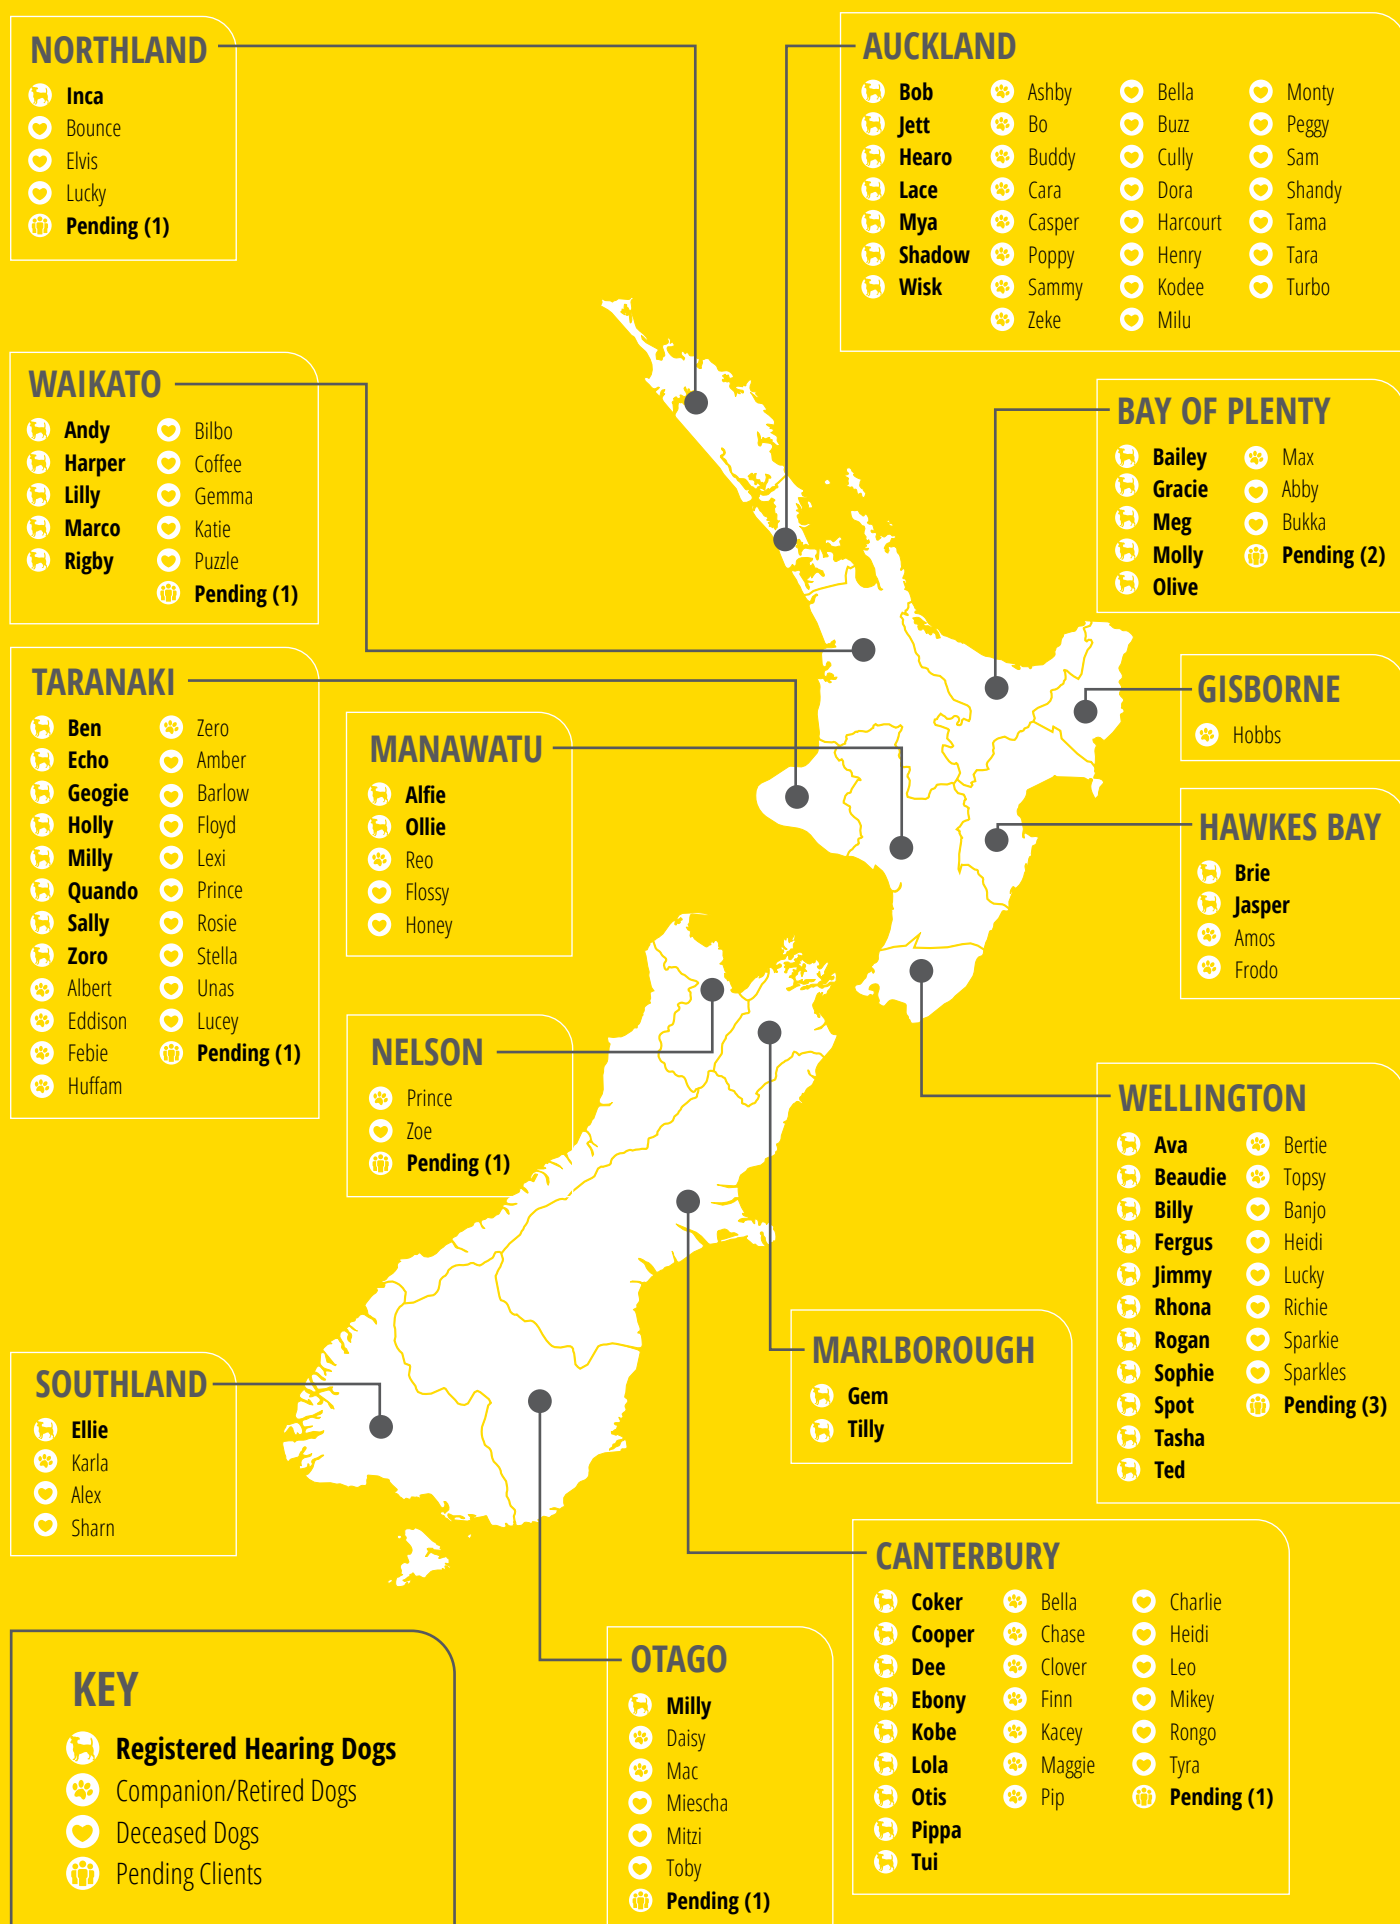 NORTHLAND
Inca
Bounce
Elvis
Lucky
Pending (1)
AUCKLAND
Bob
Jett
Hearo
Lace
Mya
Shadow
Wisk
Ashby
Bo
Buddy
Cara
Casper
Poppy
Sammy
Zeke
Bella
Buzz
Cully
Dora
Harcourt
Henry
Kodee
Milu
Monty
Peggy
Sam
Shandy
Tama
Tara
Turbo
WAIKATO
Andy
Harper
Lilly
Marco
Rigby
Bilbo
Coffee
Gemma
Katie
Puzzle
Pending (1)
BAY OF PLENTY
Bailey
Gracie
Meg
Molly
Olive
Max
Abby
Bukka
Pending (2)
TARANAKI
Ben
Echo
Geogie
Holly
Milly
Quando
Sally
Zoro
Albert
Eddison
Febie
Huffam
Zero
Amber
Barlow
Floyd
Lexi
Prince
Rosie
Stella
Unas
Lucey
Pending (1)
MANAWATU
Alfie
Ollie
Reo
Flossy
Honey
GISBORNE
Hobbs
HAWKES BAY
Brie
Jasper
Amos
Frodo
NELSON
Prince
Zoe
Pending (1)
WELLINGTON
Ava
Beaudie
Billy
Fergus
Jimmy
Rhona
Rogan
Sophie
Spot
Tasha
Ted
Bertie
Topsy
Banjo
Heidi
Lucky
Richie
Sparkie
Sparkles
Pending (3)
MARLBOROUGH
Gem
Tilly
SOUTHLAND
Ellie
Karla
Alex
Sharn
CANTERBURY
Coker
Cooper
Dee
Ebony
Kobe
Lola
Otis
Pippa
Tui
Bella
Chase
Clover
Finn
Kacey
Maggie
Pip
Charlie
Heidi
Leo
Mikey
Rongo
Tyra
Pending (1)
OTAGO
Milly
Daisy
Mac
Miescha
Mitzi
Toby
Pending (1)
KEY
Registered Hearing Dogs
Companion/Retired Dogs
Deceased Dogs
Pending Clients